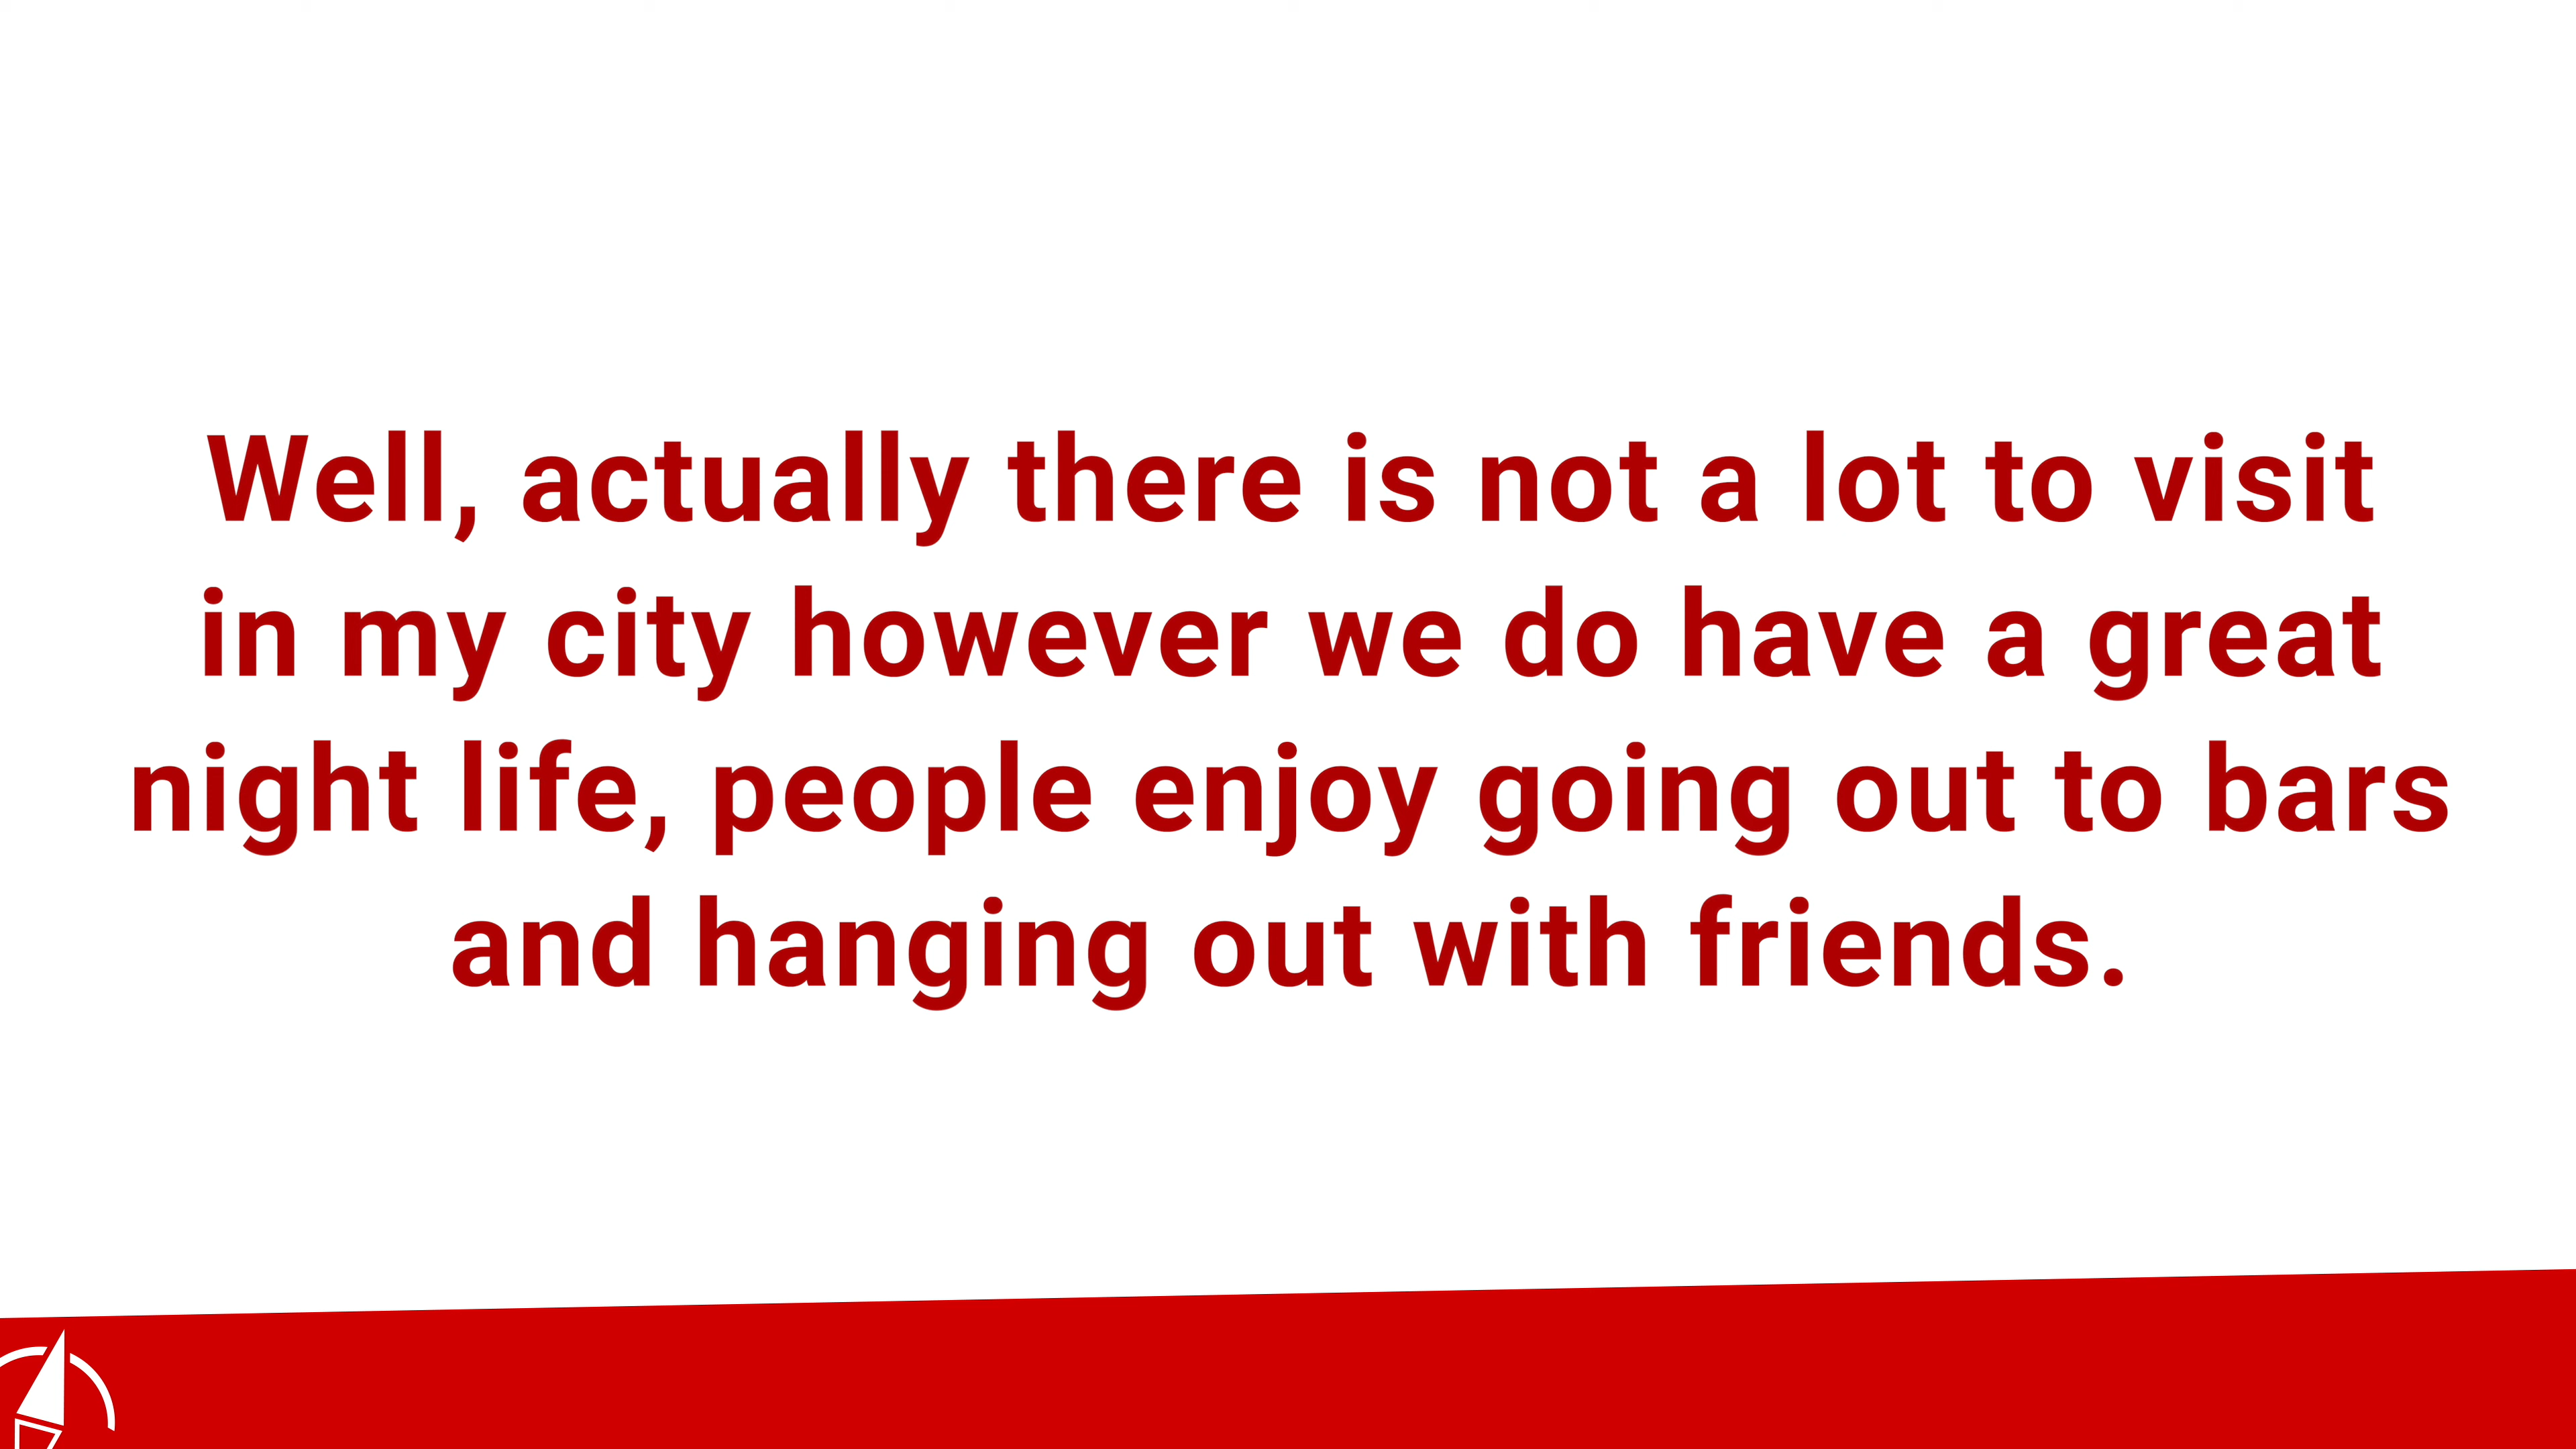 Well, actually there is not a lot to visit
in my city however we do have a great
night life, people enjoy going out to bars
and hanging out with friends.